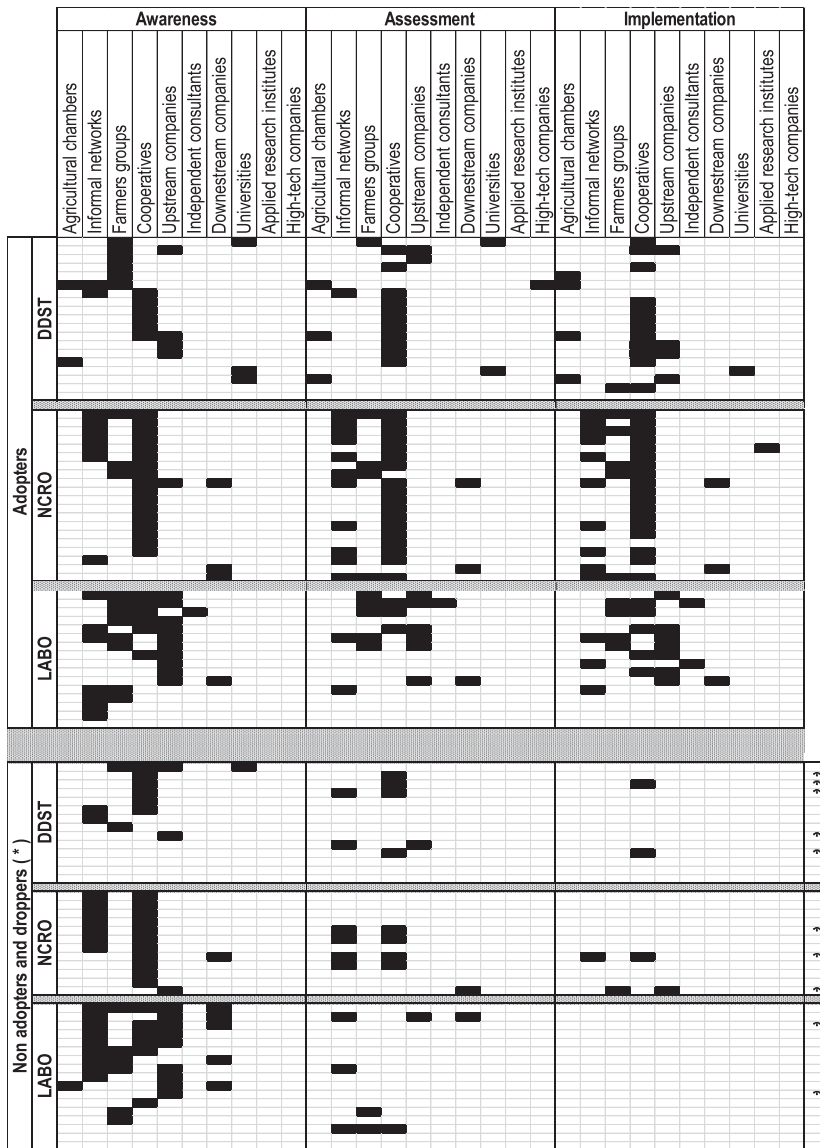 Awareness
Assessment
Implementation
Agricultural chambers
Informal networks
Farmers groups
Cooperatives
Upstream companies
Independent consultants
Downestream companies
Universities
Applied research institutes
High-tech companies
Agricultural chambers
Informal networks
Farmers groups
Cooperatives
Upstream companies
Independent consultants
Downestream companies
Universities
Applied research institutes
High-tech companies
Agricultural chambers
Informal networks
Farmers groups
Cooperatives
Upstream companies
Independent consultants
Downestream companies
Universities
Applied research institutes
High-tech companies
Adopters
DDST
NCRO
LABO
Non adopters and droppers ( * )
DDST
NCRO
LABO